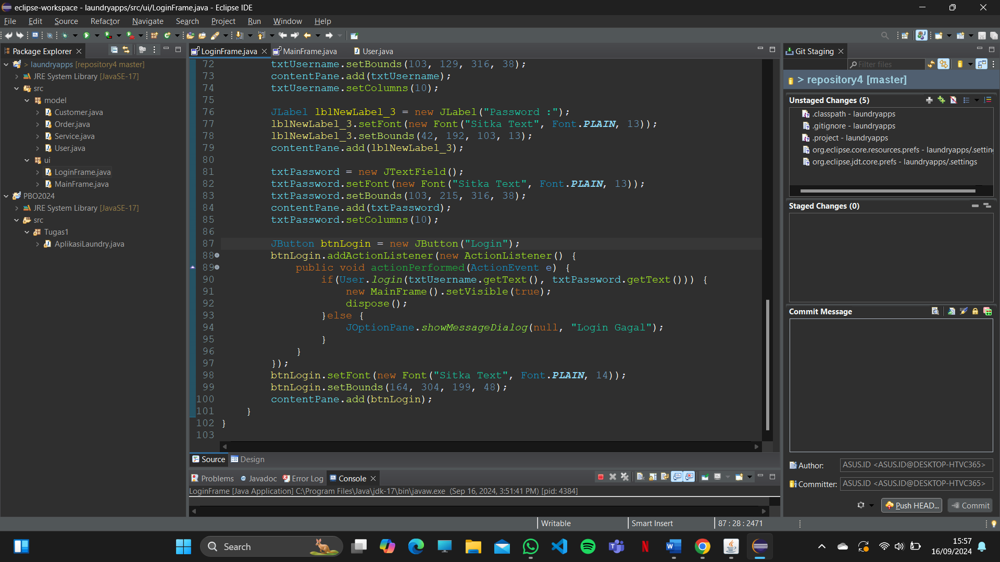 eclipse-workspace - laundryapps/src/ui/LoginFrame.java - Eclipse IDE
File Edit Source Refactor Navigate Search Project Run Window Help
Package Explorer
> laundryapps [repository4 master]
JRE System Library [JavaSE-17]
src
model
Customer.java
Order.java
Service.java
User.java
ui
LoginFrame.java
MainFrame.java
PBO2024
JRE System Library [JavaSE-17]
src
Tugas1
AplikasiLaundry.java
LoginFrame.java MainFrame.java User.java
72 txtUsername.setBounds(103, 129, 316, 38);
73 contentPane.add(txtUsername);
74 txtUsername.setColumns(10);
75
76 JLabel lblNewLabel_3 = new JLabel("Password :");
77 lblNewLabel_3.setFont(new Font("Sitka Text", Font.PLAIN, 13));
78 lblNewLabel_3.setBounds(42, 192, 103, 13);
79 contentPane.add(lblNewLabel_3);
80
81 txtPassword = new JTextField();
82 txtPassword.setFont(new Font("Sitka Text", Font.PLAIN, 13));
83 txtPassword.setBounds(103, 215, 316, 38);
84 contentPane.add(txtPassword);
85 txtPassword.setColumns(10);
86
87 JButton btnLogin = new JButton("Login");
88 btnLogin.addActionListener(new ActionListener() {
89 public void actionPerformed(ActionEvent e) {
90 if(User.login(txtUsername.getText(), txtPassword.getText())) {
91 new MainFrame().setVisible(true);
92 dispose();
93 }else {
94 JOptionPane.showMessageDialog(null, "Login Gagal");
95 }
96 }
97 });
98 btnLogin.setFont(new Font("Sitka Text", Font.PLAIN, 14));
99 btnLogin.setBounds(164, 304, 199, 48);
100 contentPane.add(btnLogin);
101 }
102 }
103
Source Design
Problems Javadoc Error Log Console
LoginFrame [Java Application] C:\Program Files\Java\jdk-17\bin\javaw.exe (Sep 16, 2024, 3:51:41 PM) [pid: 4384]
Git Staging
Filter files
> repository4 [master]
Unstaged Changes (5)
.classpath - laundryapps
.gitignore - laundryapps
.project - laundryapps
org.eclipse.core.resources.prefs - laundryapps/.settin
org.eclipse.jdt.core.prefs - laundryapps/.settings
Staged Changes (0)
Commit Message
Author: ASUS.ID <ASUS.ID@DESKTOP-HTVC365>
Committer: ASUS.ID <ASUS.ID@DESKTOP-HTVC365>
Push HEAD... Commit
Writable Smart Insert 87 : 28 : 2471
Search
15:57
16/09/2024